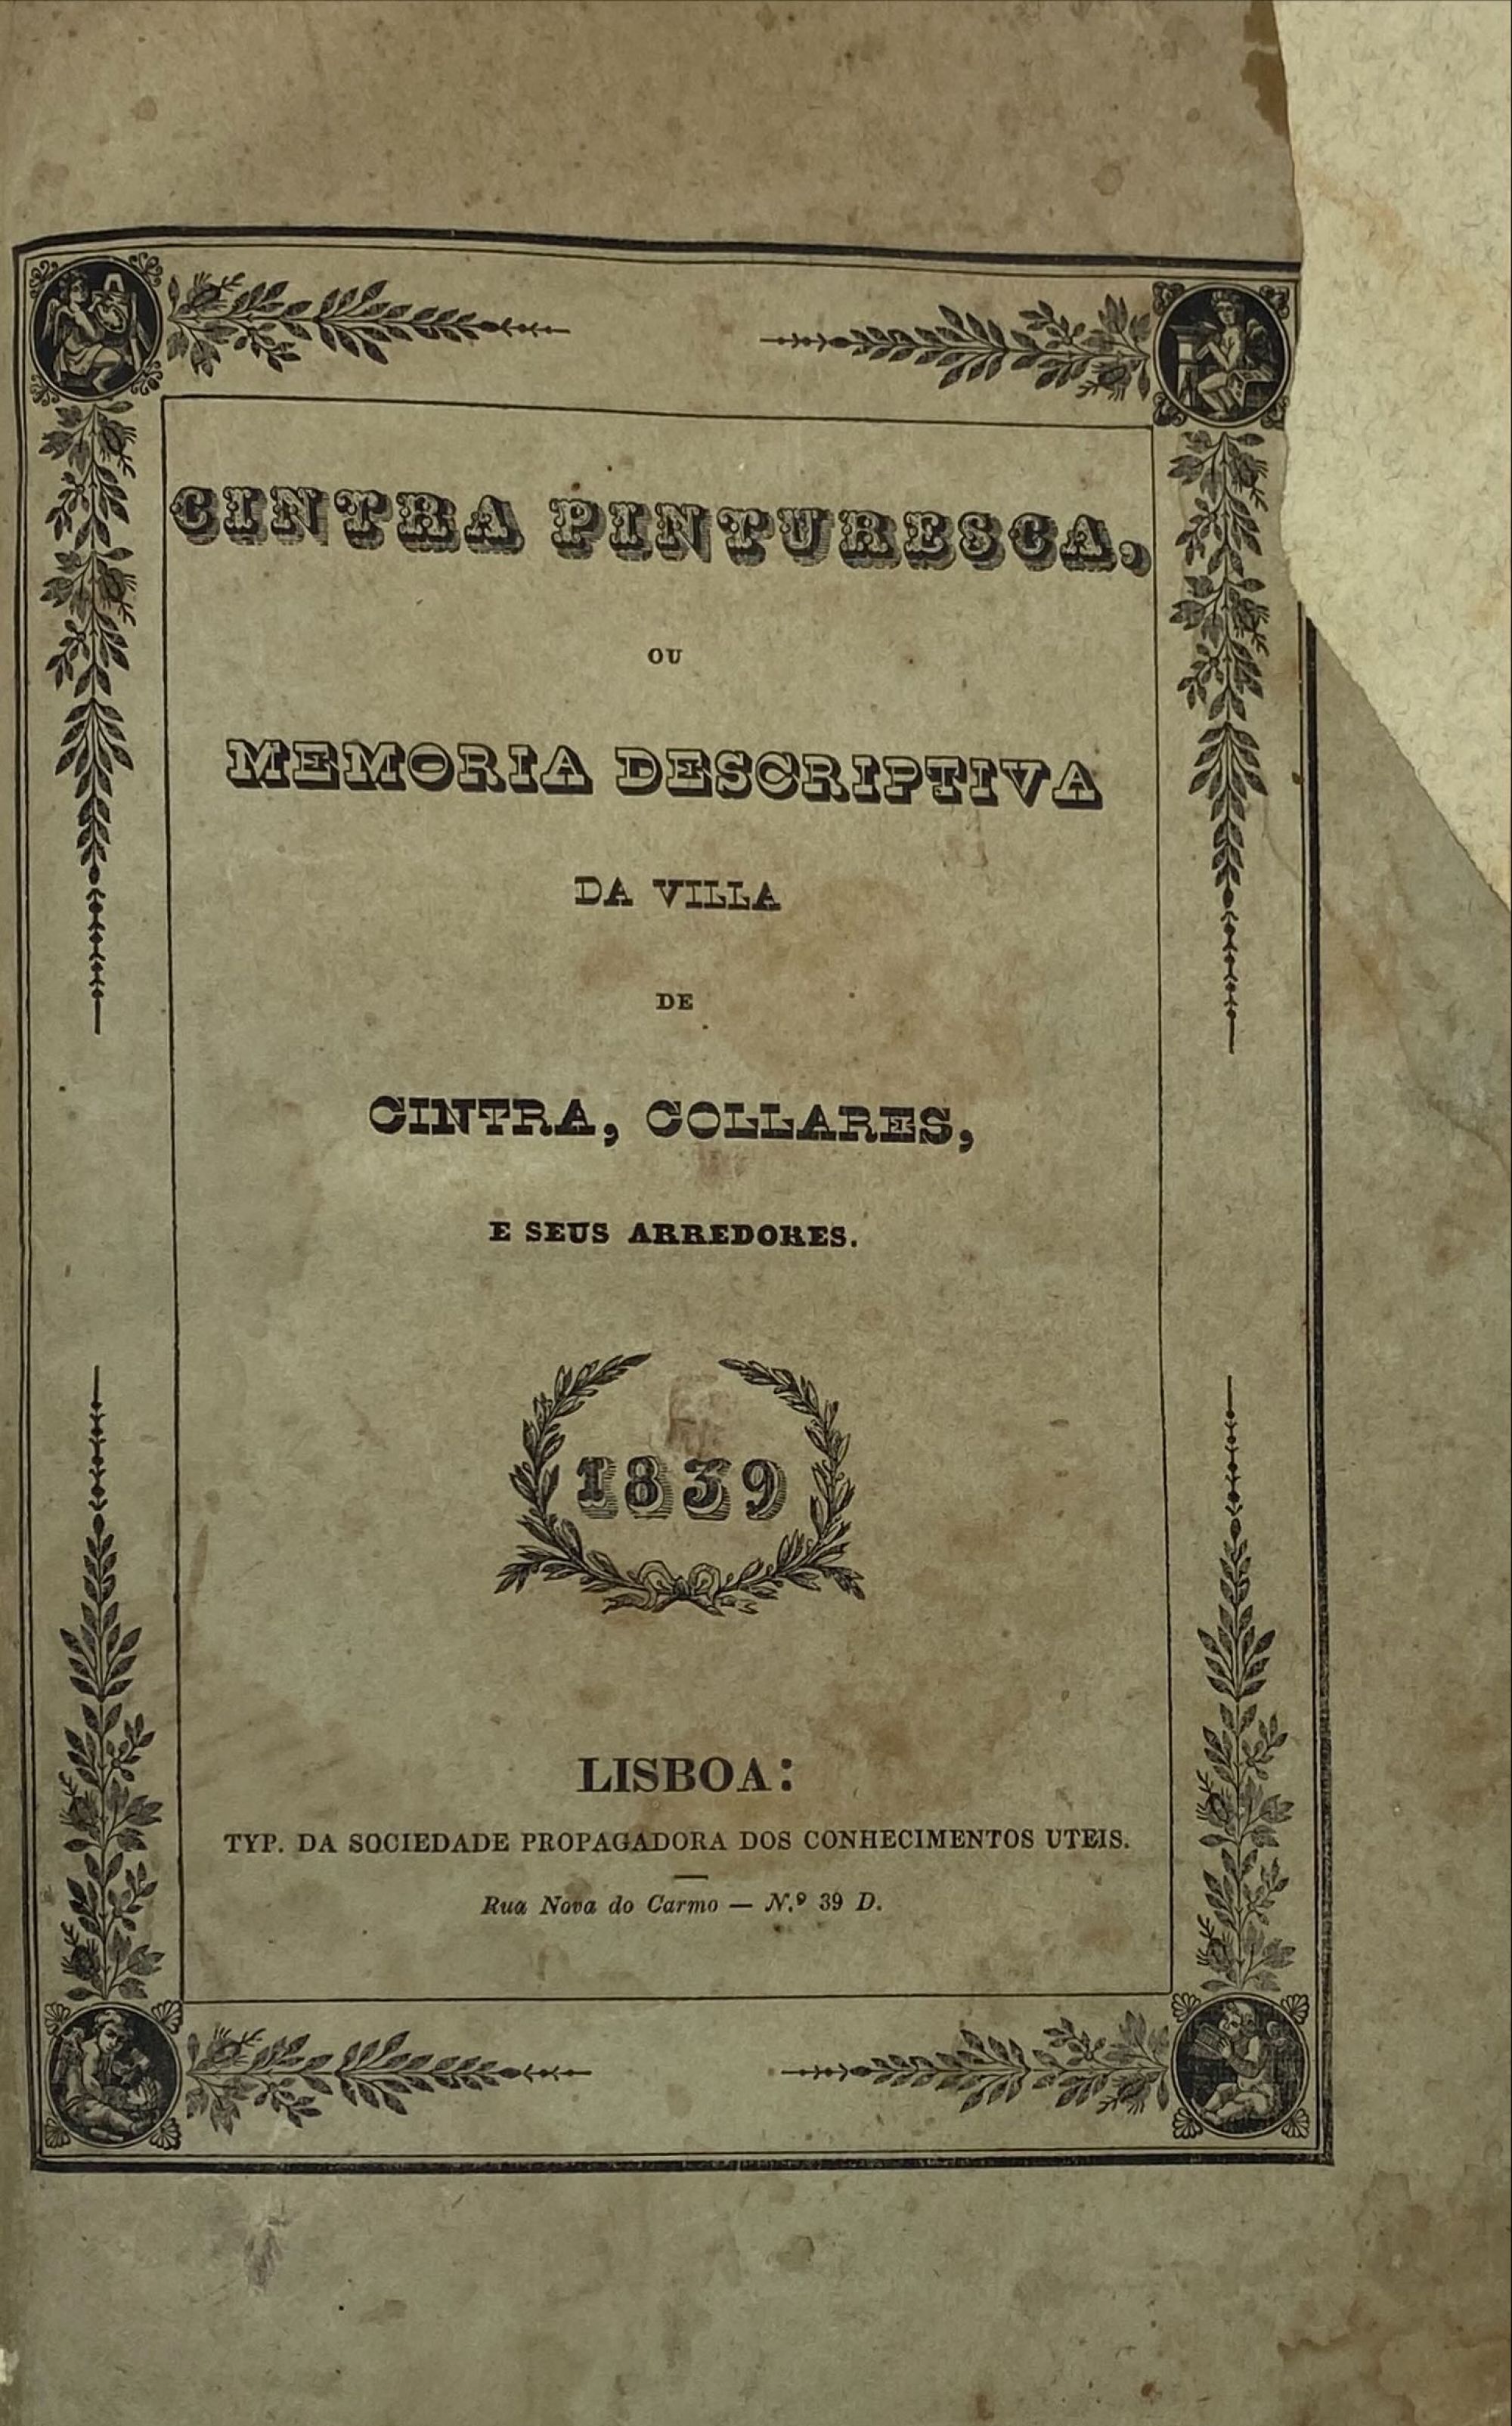 CINTRA PINTURESCA,
OU
MEMORIA DESCRIPTIVA
DA VILLA
DE
CINTRA, COLLARES,
E SEUS ARREDORES.
1839
LISBOA:
TYP. DA SOCIEDADE PROPAGADORA DOS CONHECIMENTOS UTEIS.
Rua Nova do Carmo — N.º 39 D.